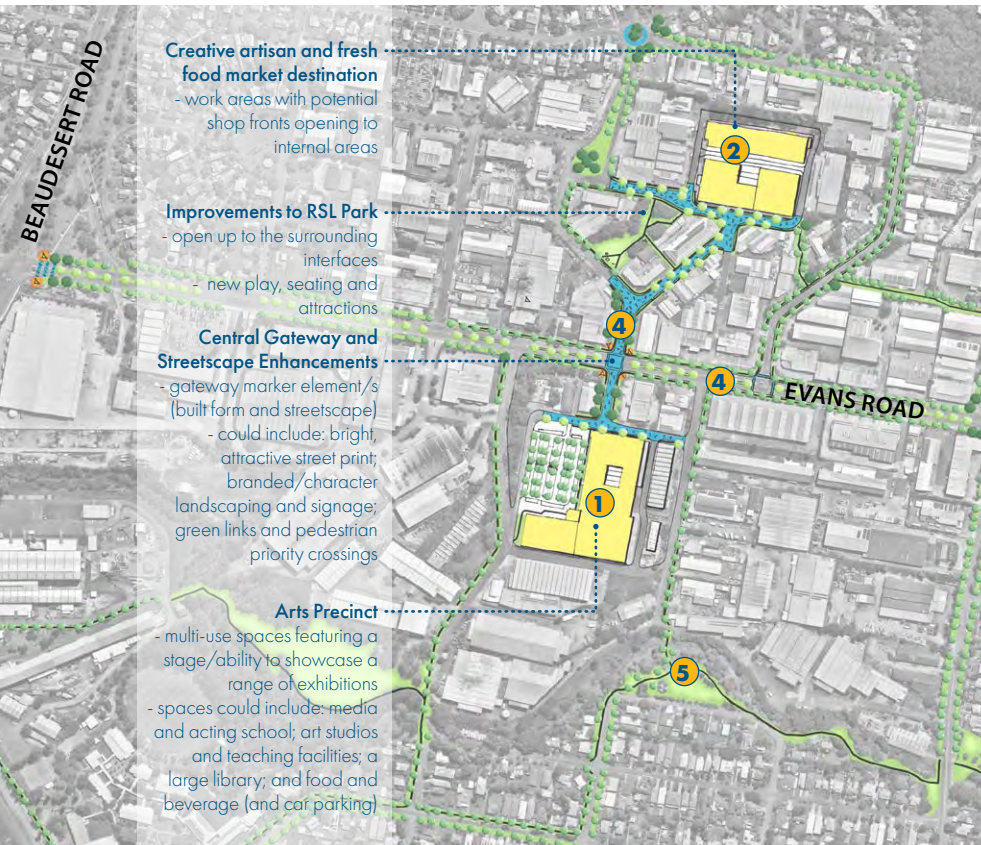 BEAUDESERT ROAD
Creative artisan and fresh
food market destination
- work areas with potential
shop fronts opening to
internal areas
2
Improvements to RSL Park
- open up to the surrounding
interfaces
- new play, seating and
attractions
Central Gateway and
Streetscape Enhancements
- gateway marker element/s
(built form and streetscape)
- could include: bright,
attractive street print;
branded/character
landscaping and signage;
green links and pedestrian
priority crossings
4
4
EVANS ROAD
1
Arts Precinct
- multi-use spaces featuring a
stage/ability to showcase a
range of exhibitions
- spaces could include: media
and acting school; art studios
and teaching facilities; a
large library; and food and
beverage (and car parking)
5